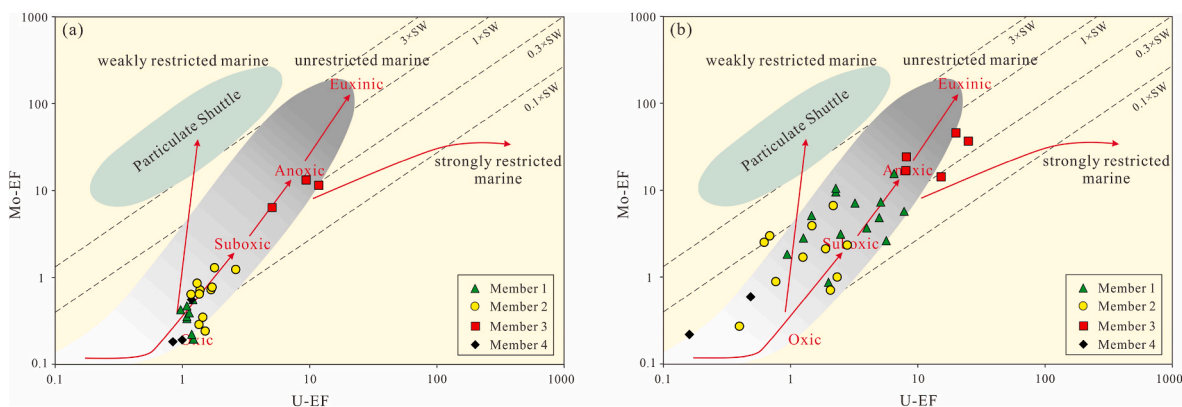 (a)
1000
100
10
1
0.1
Mo-EF
weakly restricted marine
unrestricted marine
3×SW
1×SW
0.3×SW
0.1×SW
Particulate Shuttle
Euxinic
Anoxic
Suboxic
Oxic
strongly restricted
marine
Member 1
Member 2
Member 3
Member 4
0.1
1
10
100
1000
U-EF
(b)
1000
100
10
1
0.1
Mo-EF
weakly restricted marine
unrestricted marine
3×SW
1×SW
0.3×SW
0.1×SW
Particulate Shuttle
Euxinic
Anoxic
Suboxic
Oxic
strongly restricted
marine
Member 1
Member 2
Member 3
Member 4
0.1
1
10
100
1000
U-EF